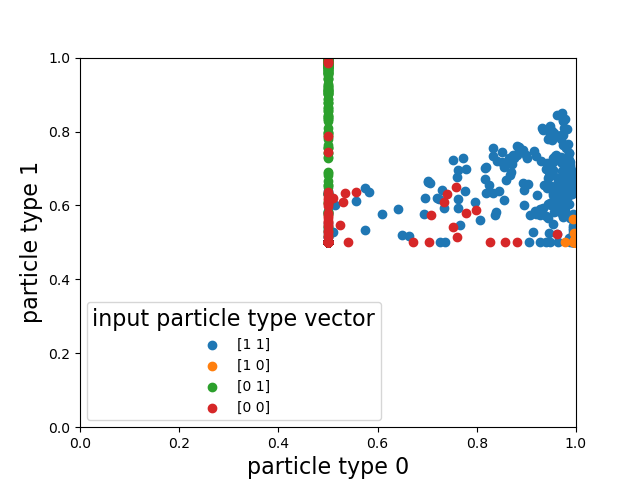 1.0
0.8
0.6
0.4
0.2
0.0
particle type 1
input particle type vector
[1 1]
[1 0]
[0 1]
[0 0]
0.0 0.2 0.4 0.6 0.8 1.0
particle type 0